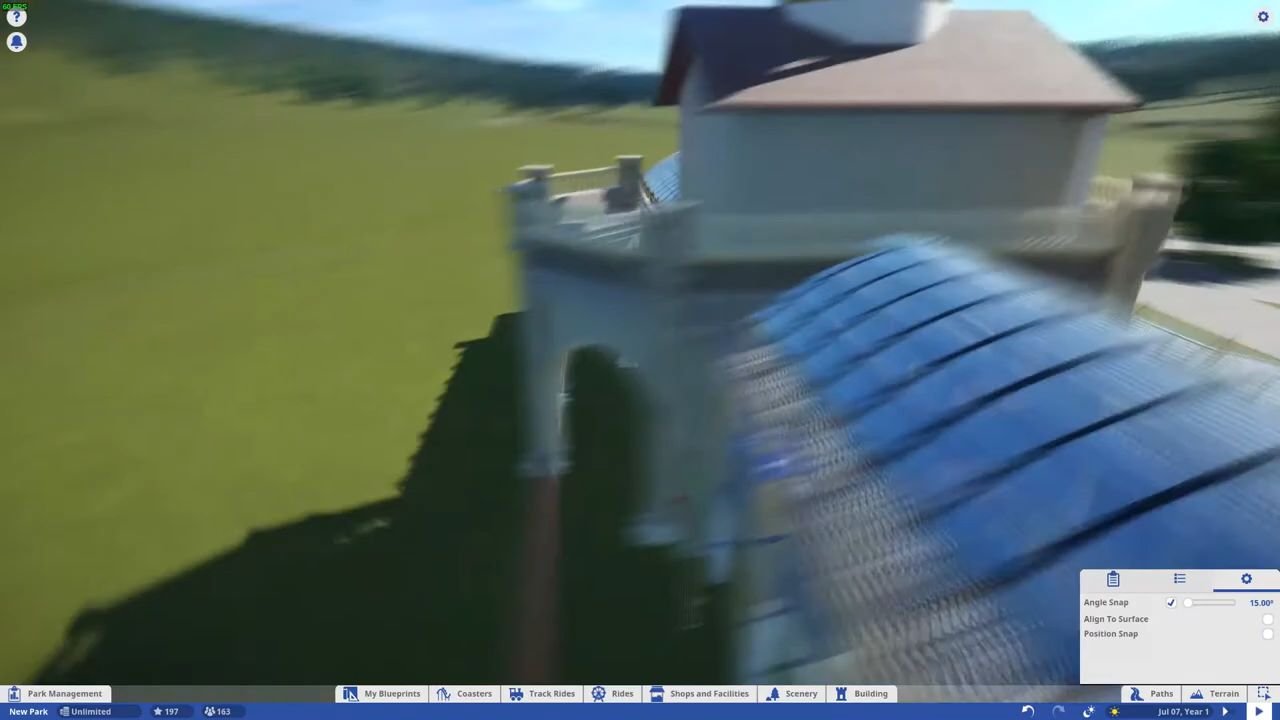 60 FPS
?
Angle Snap 15.00°
Align To Surface
Position Snap
Park Management My Blueprints Coasters Track Rides Rides Shops and Facilities Scenery Building Paths Terrain
New Park Unlimited 197 163 Jul 07, Year 1